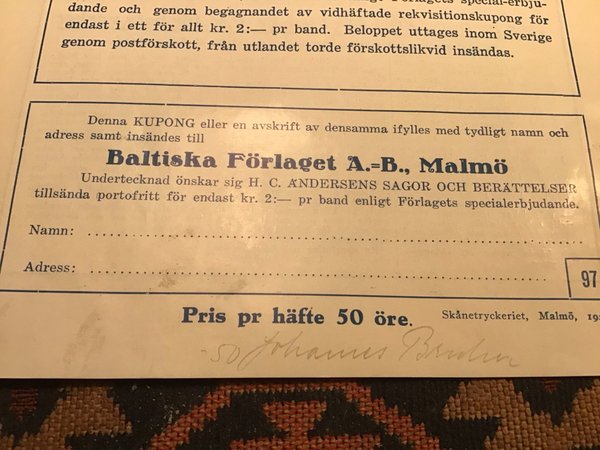 dande och genom begagnandet av vidhäftade rekvisitionskupong för
endast i ett för allt kr. 2:— pr band. Beloppet uttages inom Sverige
genom postförskott, från utlandet torde förskottslikvid insändas.
Denna KUPONG eller en avskrift av densamma ifylles med tydligt namn och
adress samt insändes till
Baltiska Förlaget A.=B., Malmö
Undertecknad önskar sig H. C. ANDERSENS SAGOR OCH BERÄTTELSER
tillsända portofritt för endast kr. 2:— pr band enligt Förlagets specialerbjudande.
Namn:
Adress:
97
Pris pr häfte 50 öre.
Skånetryckeriet, Malmö, 19
50 Johannes